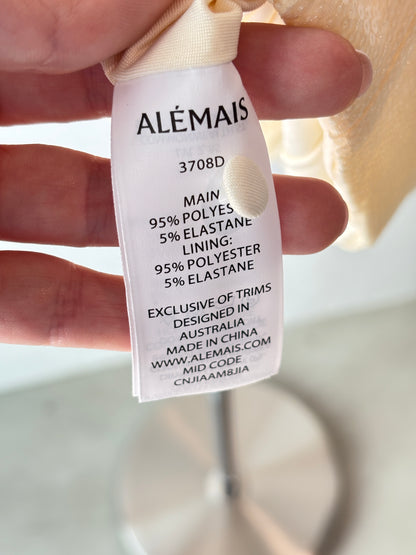 ALÉMAIS
3708D
MAIN
95% POLYES
5% ELASTANE
LINING:
95% POLYESTER
5% ELASTANE
EXCLUSIVE OF TRIMS
DESIGNED IN
AUSTRALIA
MADE IN CHINA
WWW.ALEMAIS.COM
MID CODE
CNJIAAM8JIA